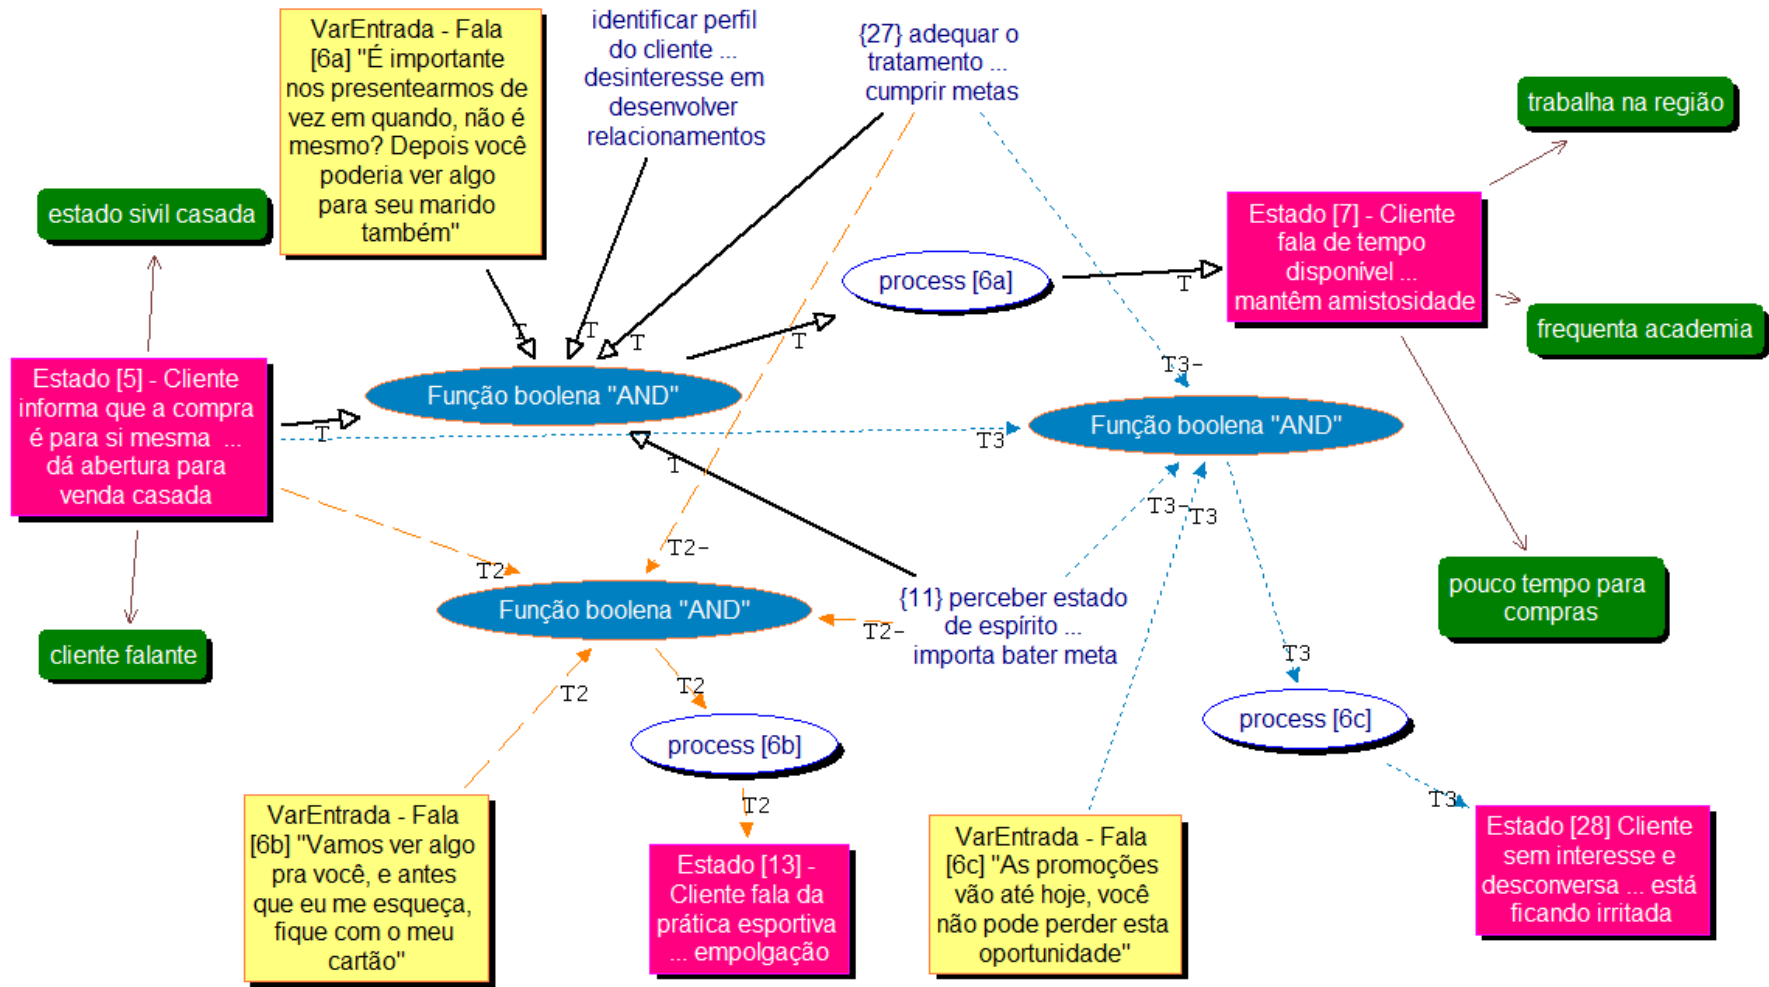 VarEntrada - Fala
[6a] "É importante
nos presentearmos de
vez em quando, não é
mesmo? Depois você
poderia ver algo
para seu marido
também"
identificar perfil
do cliente ...
desinteresse em
desenvolver
relacionamentos
{27} adequar o
tratamento ...
cumprir metas
trabalha na região
estado sivil casada
Estado [7] - Cliente
fala de tempo
disponível ...
mantêm amistosidade
process [6a]
T
frequenta academia
T
T
T
T
T3-
Estado [5] - Cliente
informa que a compra
é para si mesma ...
dá abertura para
venda casada
Função boolena "AND"
T
T3
Função boolena "AND"
T
T3-
T3
T2-
T2
Função boolena "AND"
T2-
{11} perceber estado
de espírito ...
importa bater meta
pouco tempo para
compras
cliente falante
T2
T2
T3
process [6b]
process [6c]
T2
T3
VarEntrada - Fala
[6b] "Vamos ver algo
pra você, e antes
que eu me esqueça,
fique com o meu
cartão"
Estado [13] -
Cliente fala da
prática esportiva
... empolgação
VarEntrada - Fala
[6c] "As promoções
vão até hoje, você
não pode perder esta
oportunidade"
Estado [28] Cliente
sem interesse e
desconversa ... está
ficando irritada